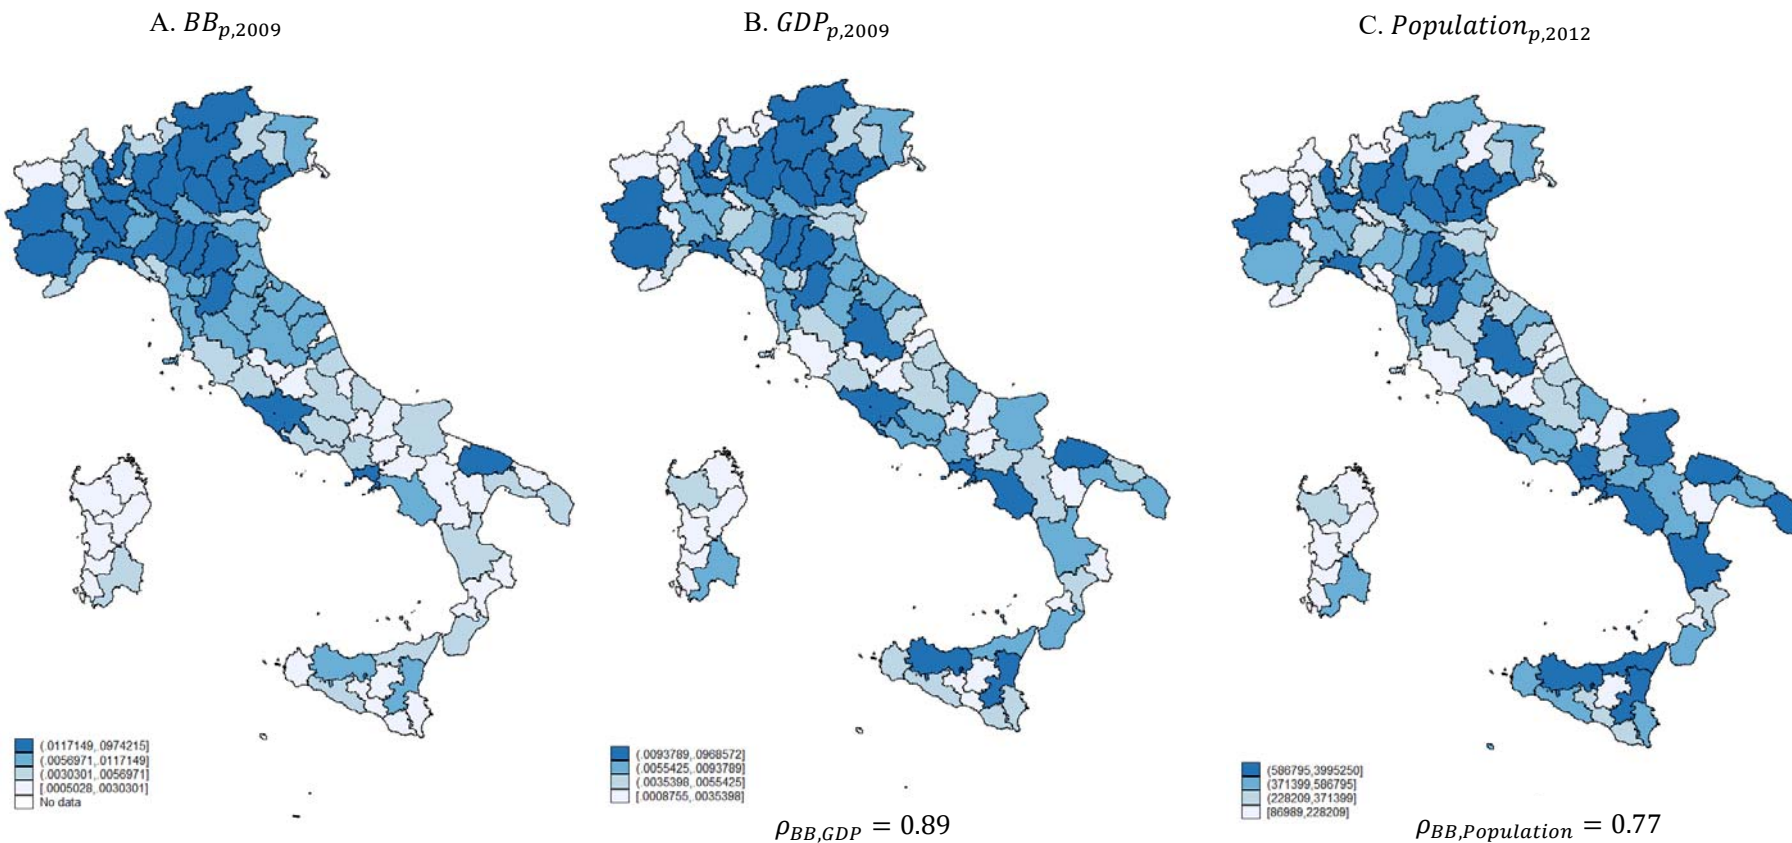 A. BB_{p,2009}
B. GDP_{p,2009}
C. Population_{p,2012}
(.0117149,.0974215]
(.0056971,.0117149]
(.0030301,.0056971]
[.0005028,.0030301]
No data
(.0093789,.0968572]
(.0055425,.0093789]
(.0035398,.0055425]
[.0008755,.0035398]
(586795,3995250]
(371399,586795]
(228209,371399]
[86989,228209]
ρ_{BB,GDP} = 0.89
ρ_{BB,Population} = 0.77